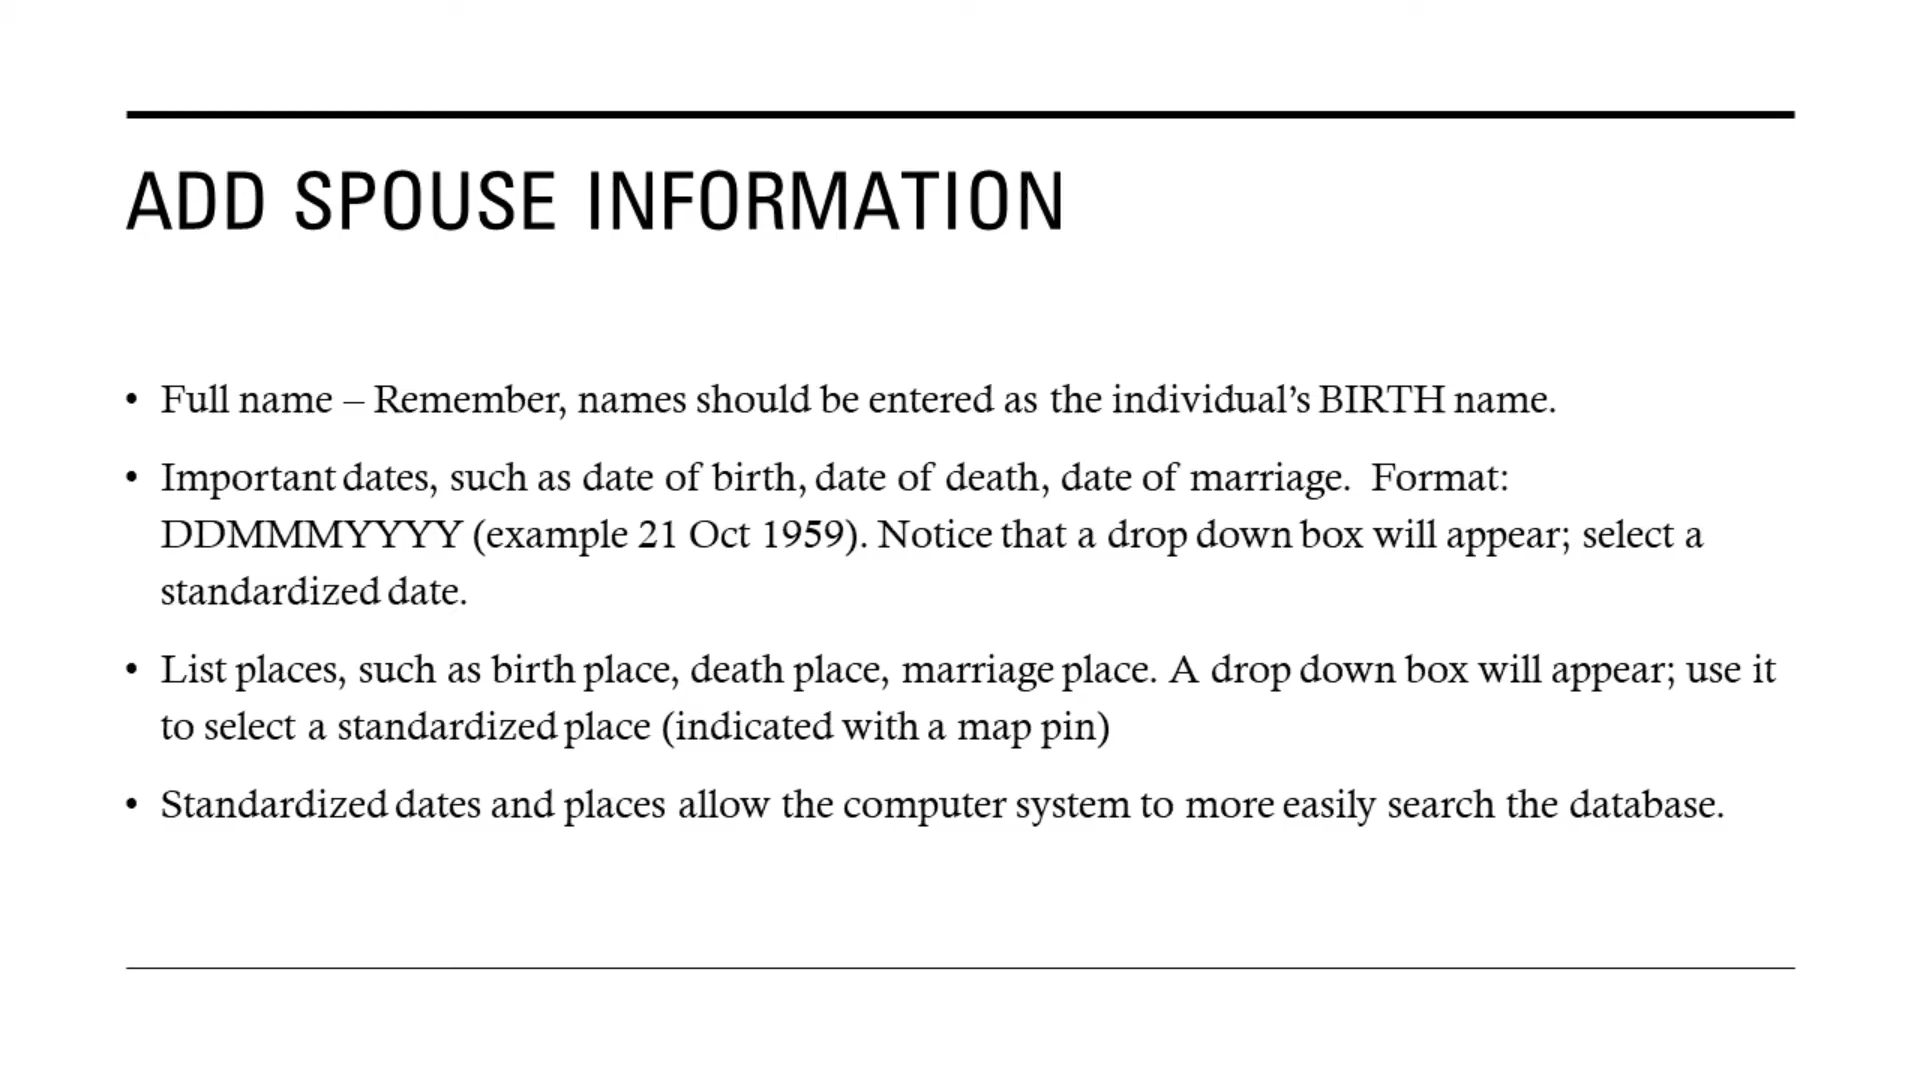 ADD SPOUSE INFORMATION
• Full name – Remember, names should be entered as the individual’s BIRTH name.
• Important dates, such as date of birth, date of death, date of marriage.  Format:
DDMMMYYYY (example 21 Oct 1959). Notice that a drop down box will appear; select a
standardized date.
• List places, such as birth place, death place, marriage place. A drop down box will appear; use it
to select a standardized place (indicated with a map pin)
• Standardized dates and places allow the computer system to more easily search the database.